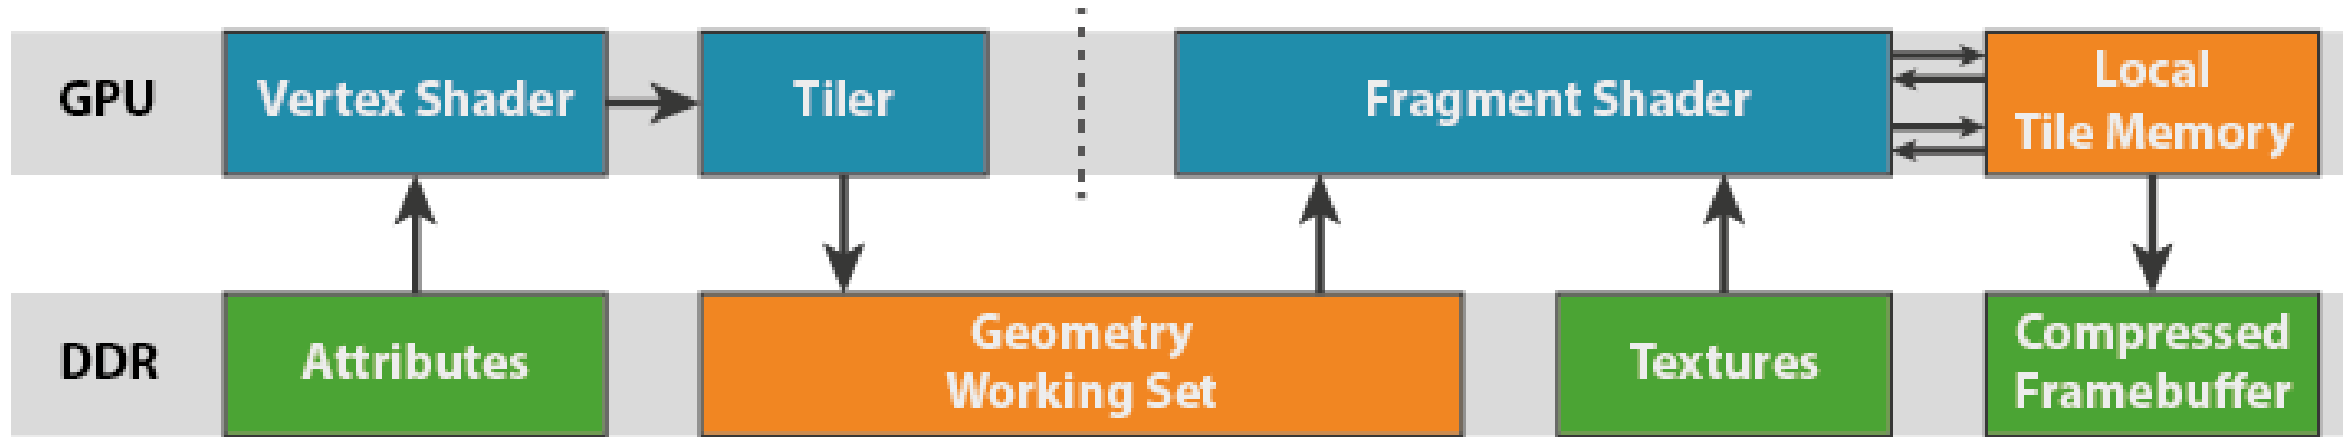 GPU
Vertex Shader
Tiler
Fragment Shader
Local
Tile Memory
DDR
Attributes
Geometry
Working Set
Textures
Compressed
Framebuffer